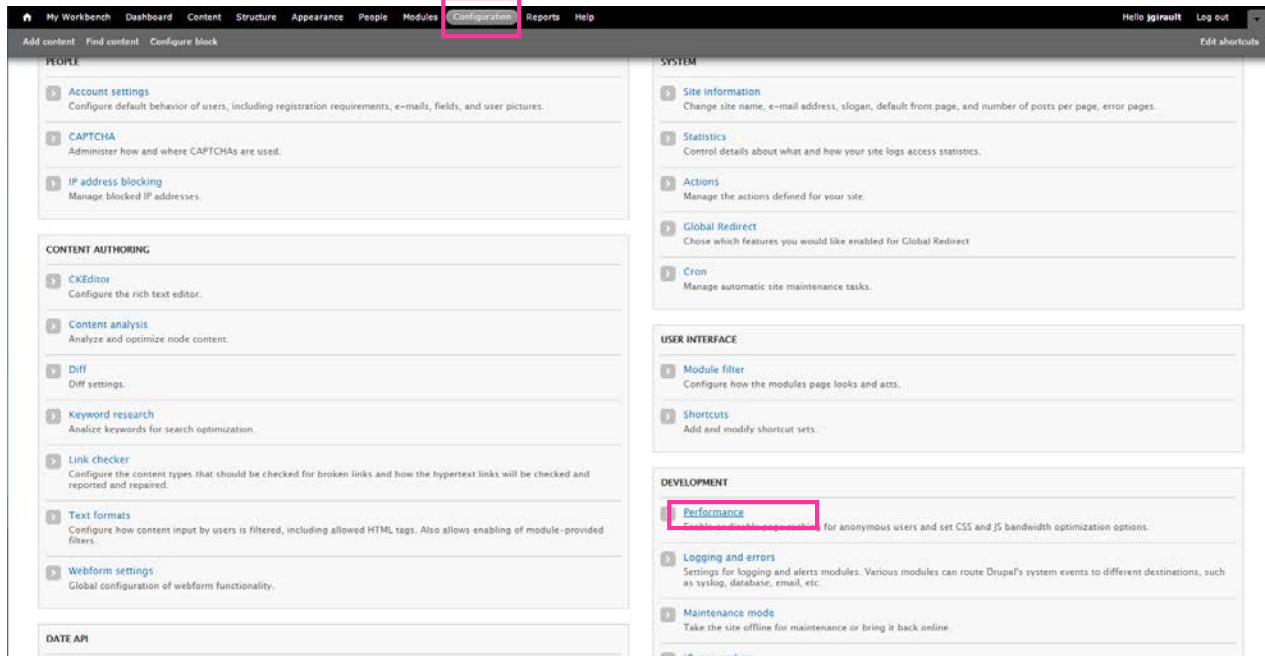 My Workbench Dashboard Content Structure Appearance People Modules Configuration Reports Help Hello jgirault Log out
Add content Find content Configure block Edit shortcuts
PEOPLE
Account settings
Configure default behavior of users, including registration requirements, e-mails, fields, and user pictures.
CAPTCHA
Administer how and where CAPTCHAs are used.
IP address blocking
Manage blocked IP addresses.
CONTENT AUTHORING
CKEditor
Configure the rich text editor.
Content analysis
Analyze and optimize node content.
Diff
Diff settings.
Keyword research
Analize keywords for search optimization.
Link checker
Configure the content types that should be checked for broken links and how the hypertext links will be checked and
reported and repaired.
Text formats
Configure how content input by users is filtered, including allowed HTML tags. Also allows enabling of module-provided
filters.
Webform settings
Global configuration of webform functionality.
DATE API
SYSTEM
Site information
Change site name, e-mail address, slogan, default front page, and number of posts per page, error pages.
Statistics
Control details about what and how your site logs access statistics.
Actions
Manage the actions defined for your site.
Global Redirect
Chose which features you would like enabled for Global Redirect
Cron
Manage automatic site maintenance tasks.
USER INTERFACE
Module filter
Configure how the modules page looks and acts.
Shortcuts
Add and modify shortcut sets.
DEVELOPMENT
Performance
Enable or disable page caching for anonymous users and set CSS and JS bandwidth optimization options.
Logging and errors
Settings for logging and alerts modules. Various modules can route Drupal's system events to different destinations, such
as syslog, database, email, etc.
Maintenance mode
Take the site offline for maintenance or bring it back online.